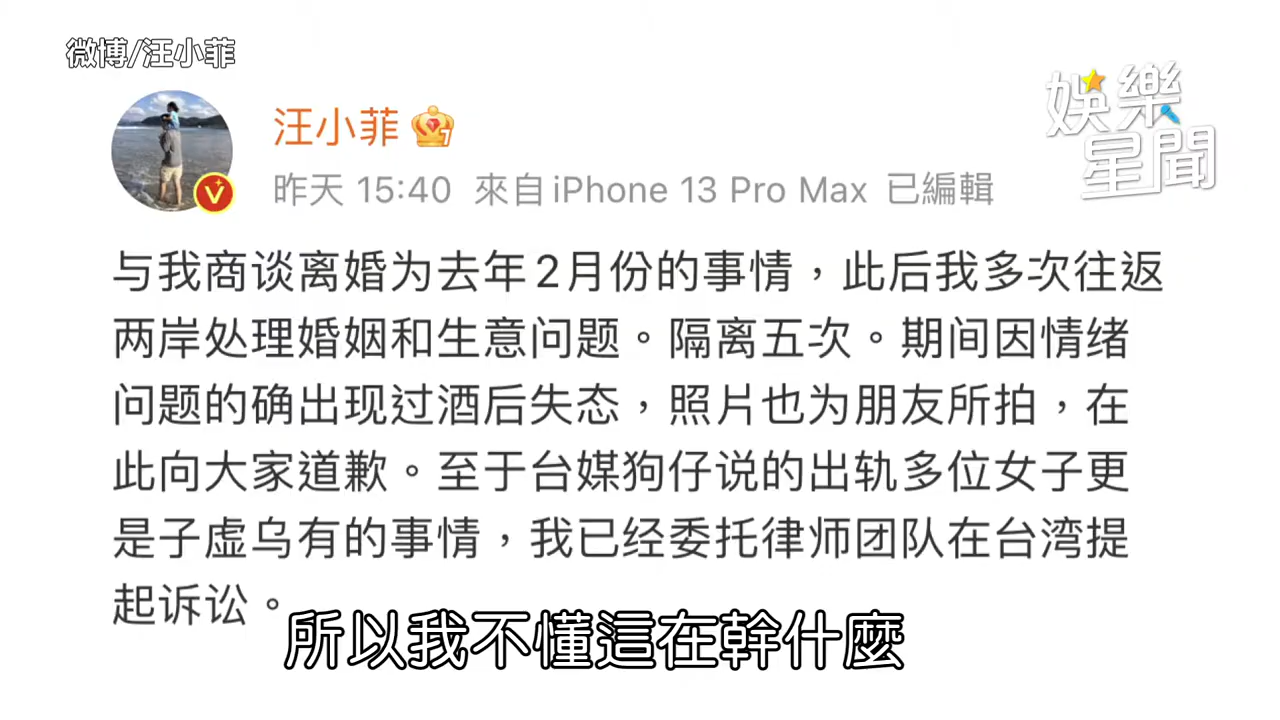 微博/汪小菲
娛樂
星聞
汪小菲
昨天 15:40 來自 iPhone 13 Pro Max 已編輯
与我商谈离婚为去年2月份的事情，此后我多次往返
两岸处理婚姻和生意问题。隔离五次。期间因情绪
问题的确出现过酒后失态，照片也为朋友所拍，在
此向大家道歉。至于台媒狗仔说的出轨多位女子更
是子虚乌有的事情，我已经委托律师团队在台湾提
起诉讼。
所以我不懂這在幹什麼